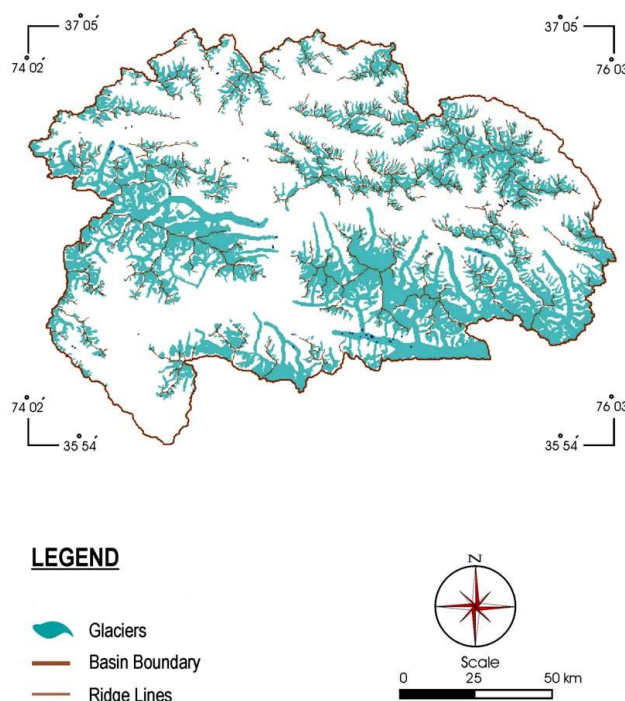 37° 05′ 37° 05′
74° 02′ 76° 03′
74° 02′ 76° 03′
35° 54′ 35° 54′
LEGEND
N
Glaciers
Scale
Basin Boundary
0 25 50 km
Ridge Lines